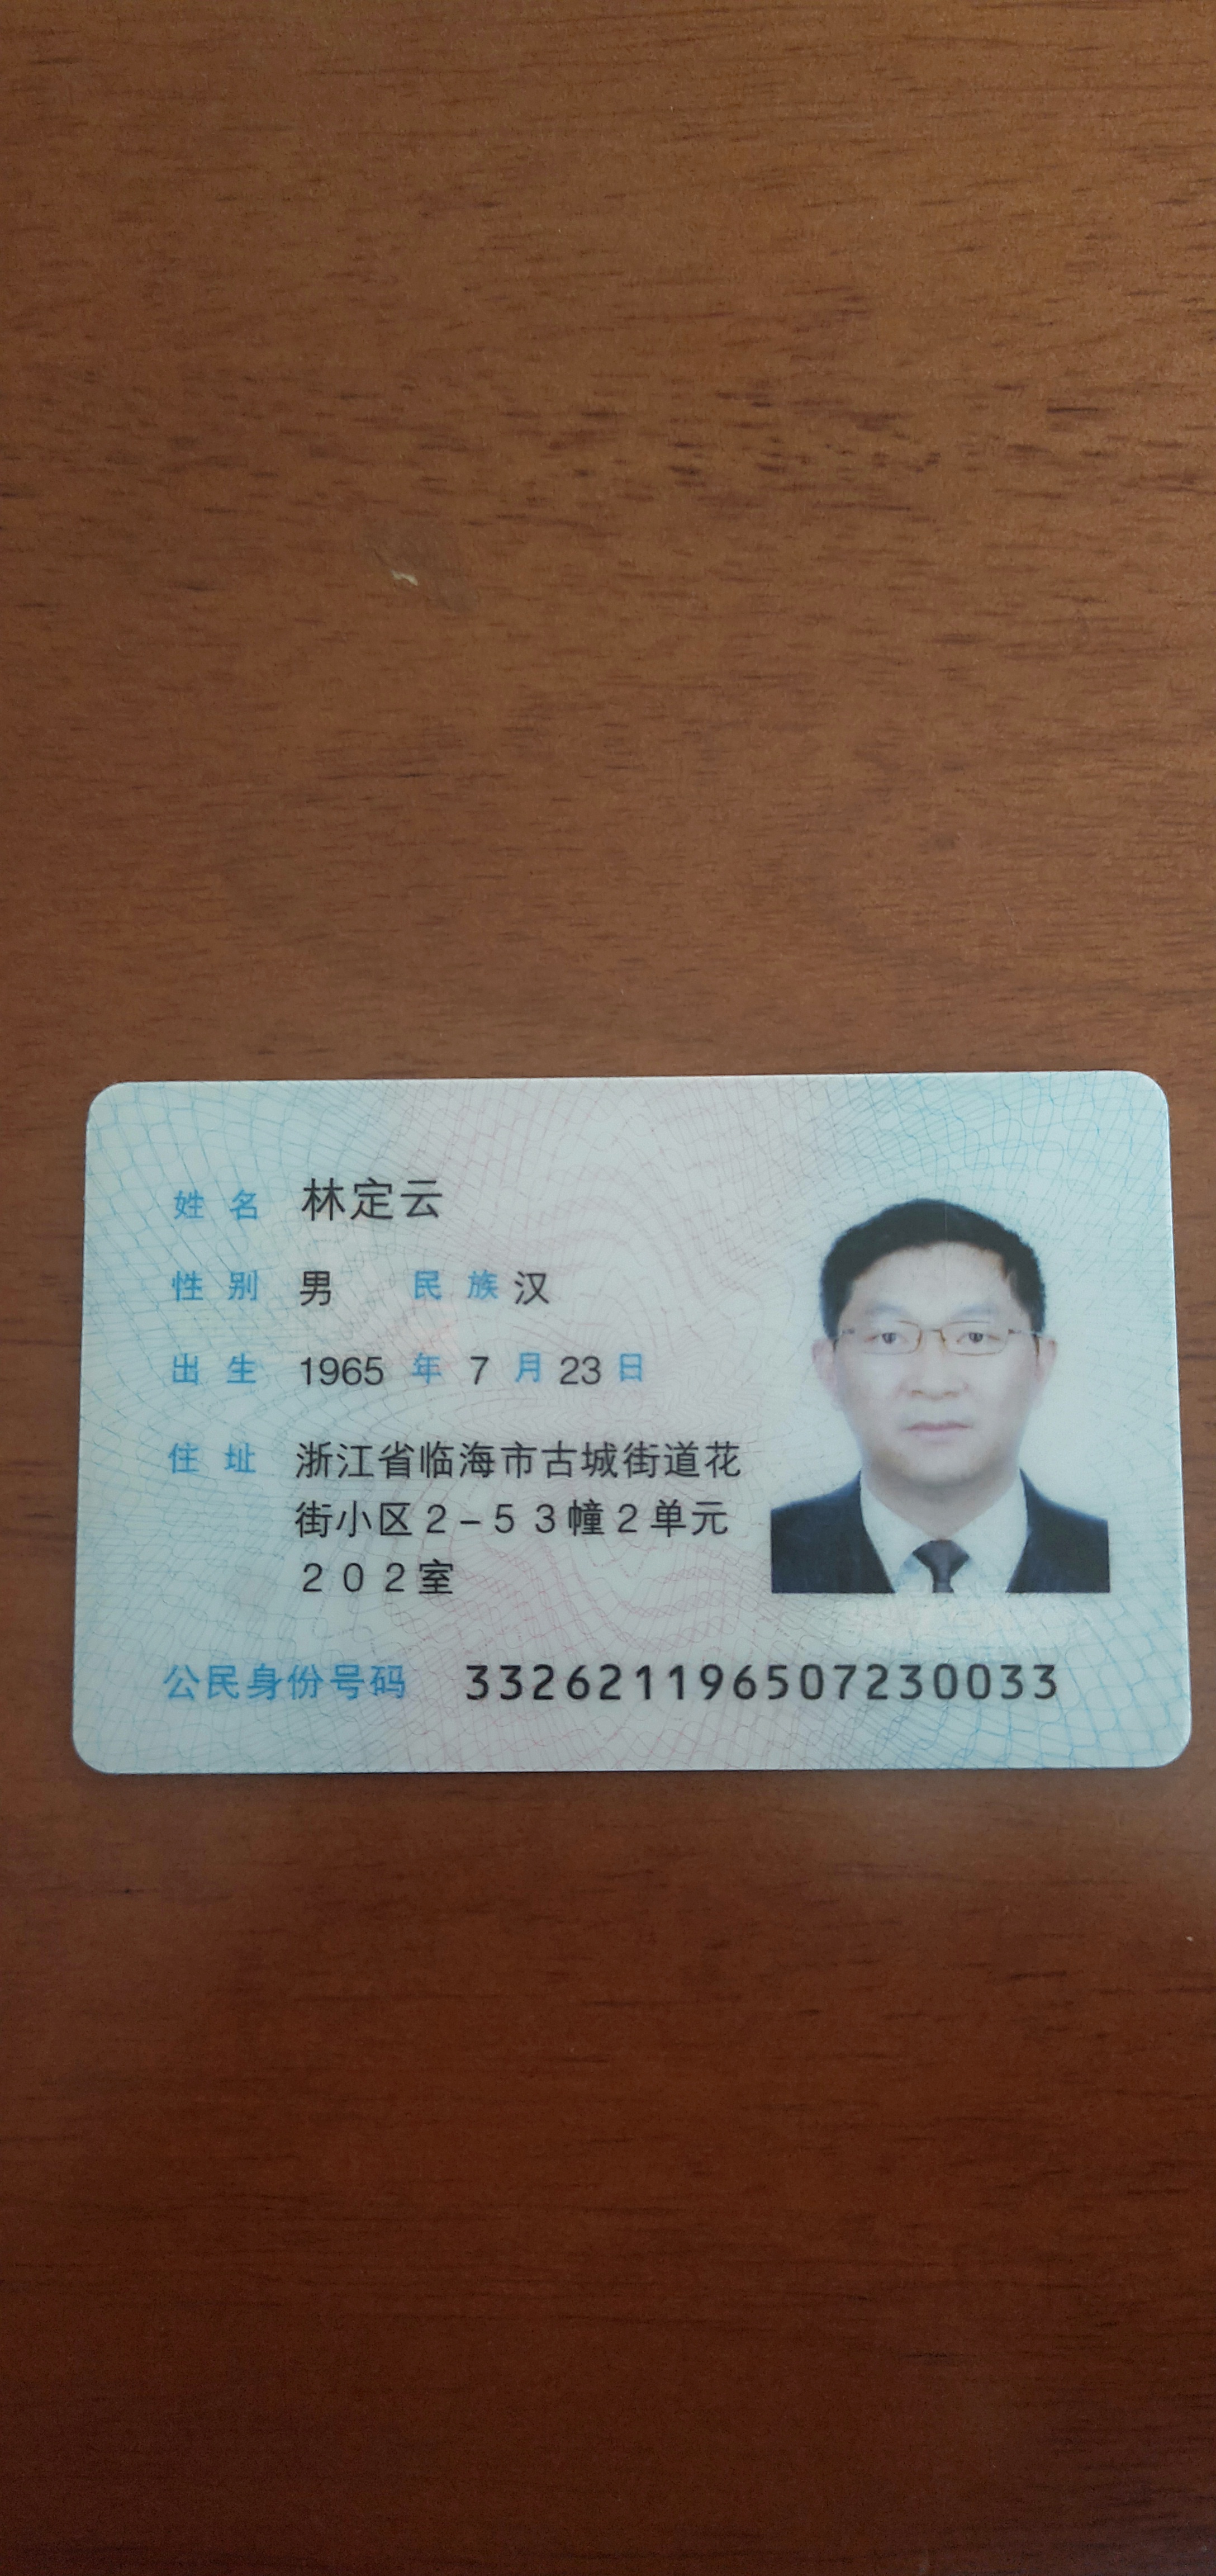 姓名 林定云
性别 男 民族 汉
出生 1965 年 7 月 23 日
住址 浙江省临海市古城街道花
街小区2-53幢2单元
202室
公民身份号码 332621196507230033